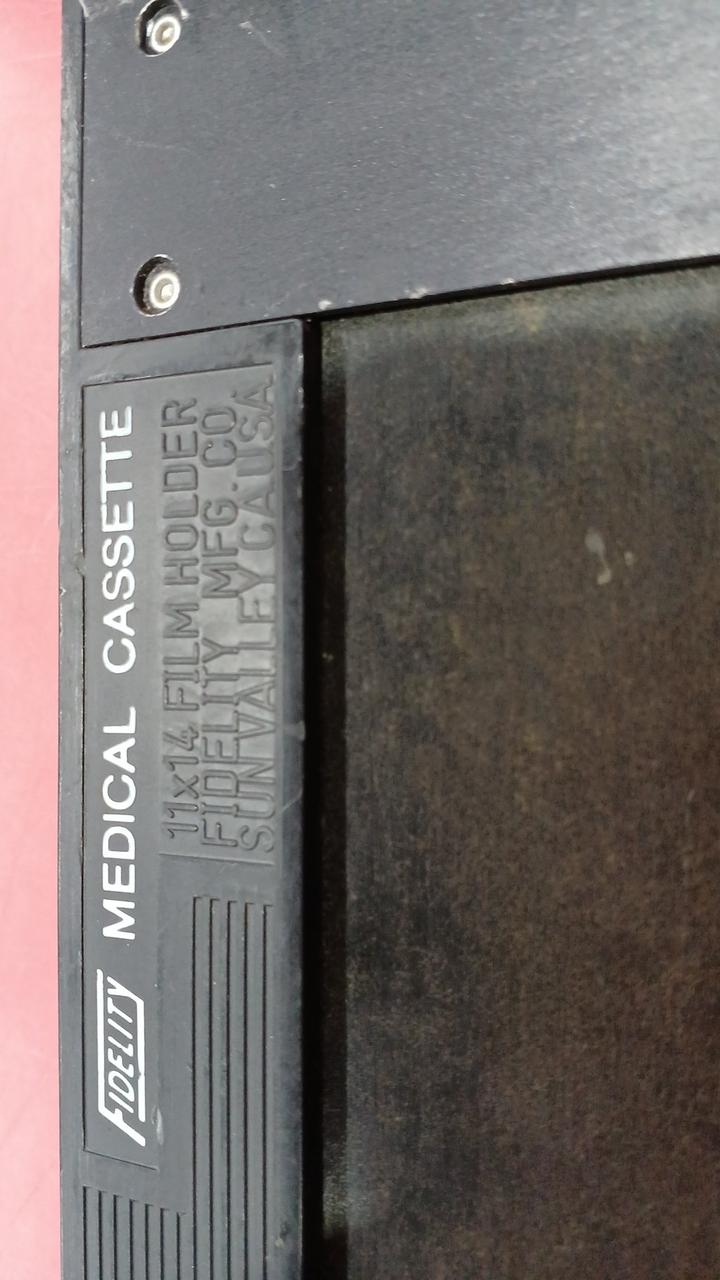 FIDELITY MEDICAL CASSETTE
11x14 FILM HOLDER
FIDELITY MFG. CO
SUN VALLEY CA USA